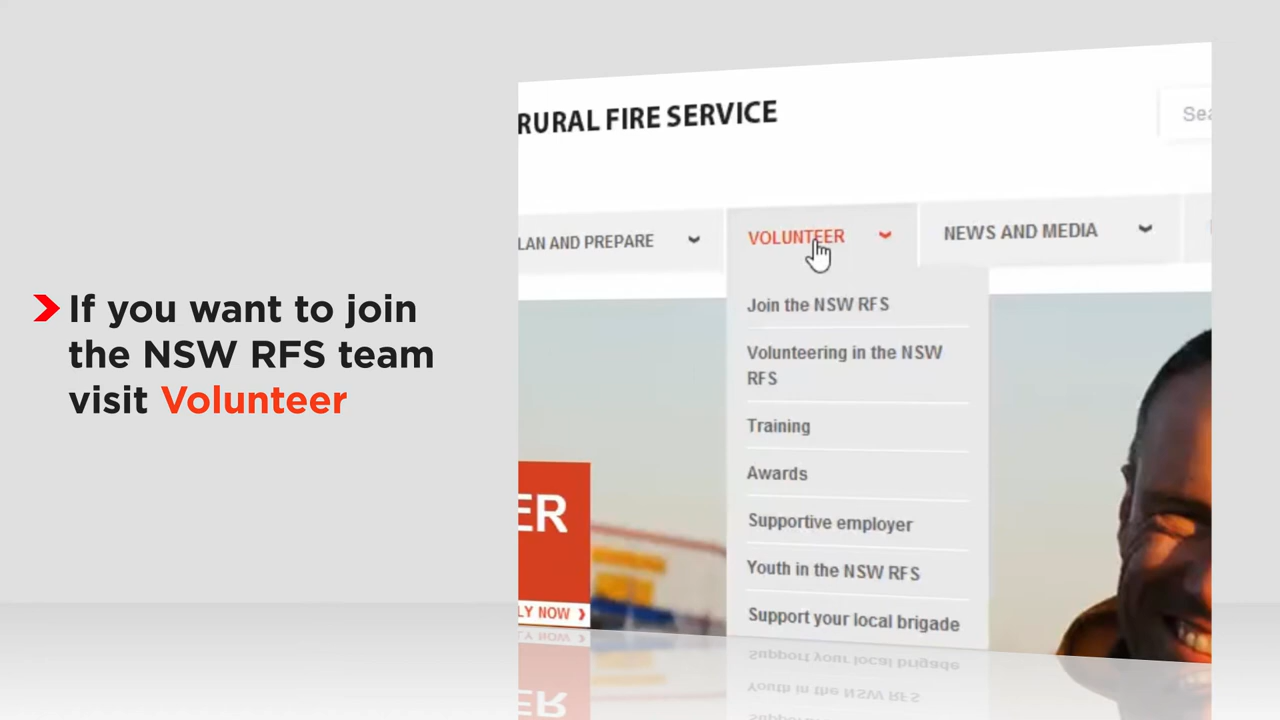 If you want to join
the NSW RFS team
visit Volunteer
RURAL FIRE SERVICE
Sea
LAN AND PREPARE
VOLUNTEER
NEWS AND MEDIA
Join the NSW RFS
Volunteering in the NSW
RFS
Training
Awards
Supportive employer
Youth in the NSW RFS
Support your local brigade
ER
LY NOW